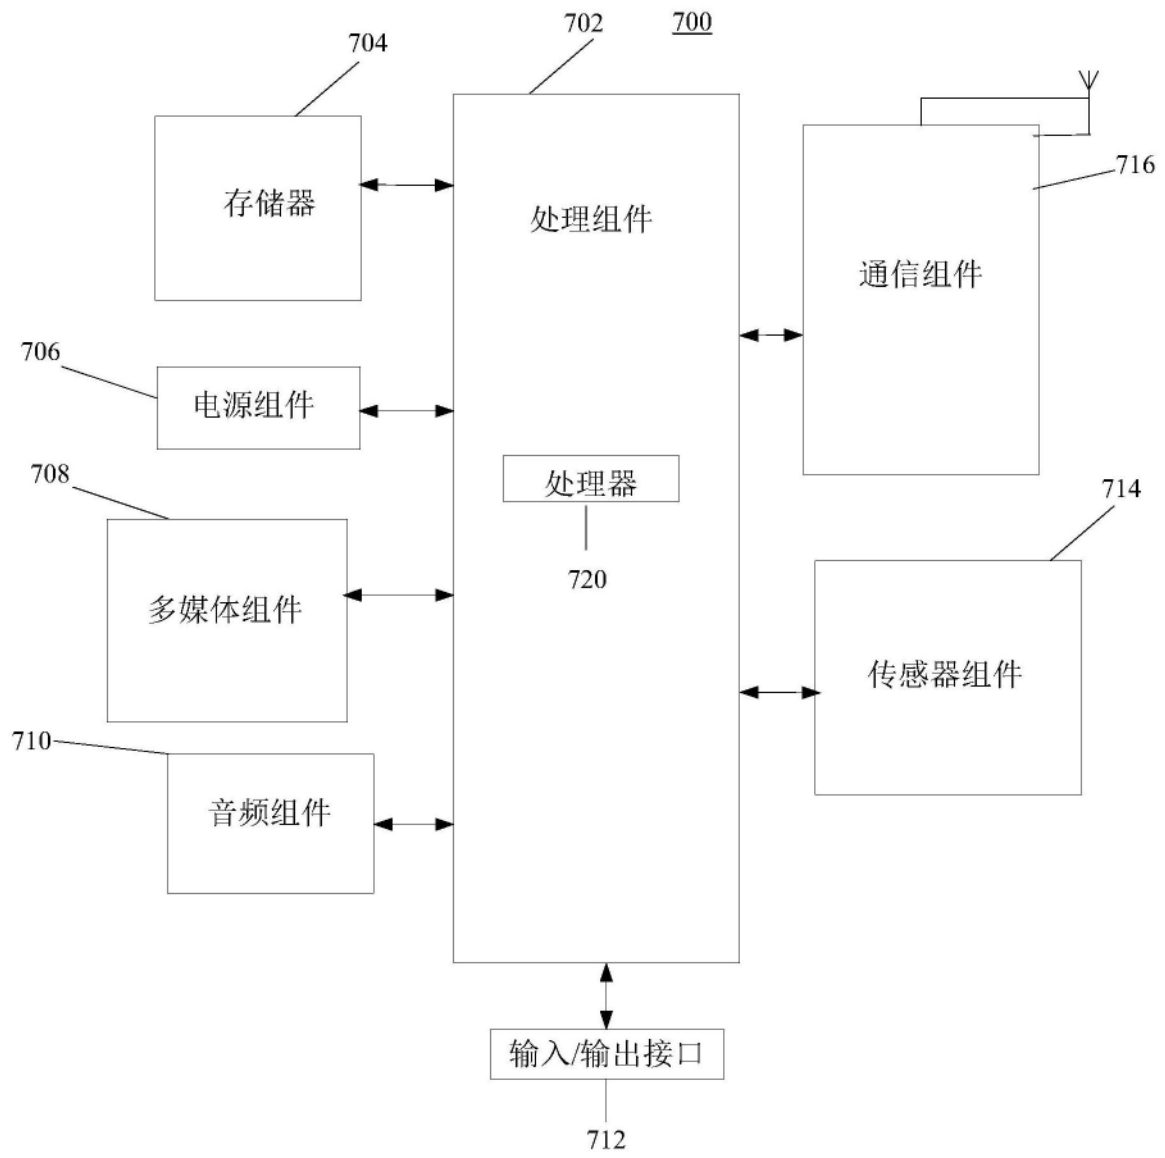 702
700
704
716
存储器
处理组件
通信组件
706
电源组件
708
处理器
714
720
多媒体组件
传感器组件
710
音频组件
输入/输出接口
712